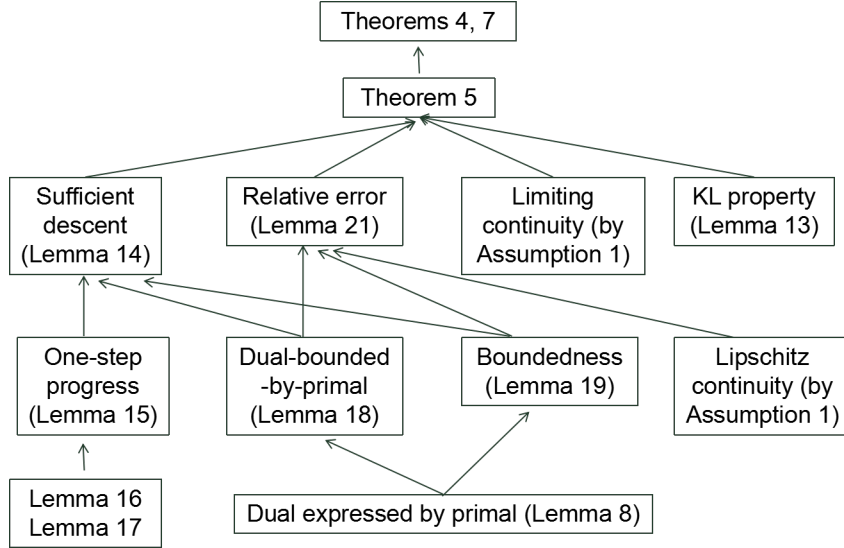 Theorems 4, 7
Theorem 5
Sufficient
descent
(Lemma 14)
Relative error
(Lemma 21)
Limiting
continuity (by
Assumption 1)
KL property
(Lemma 13)
One-step
progress
(Lemma 15)
Dual-bounded
-by-primal
(Lemma 18)
Boundedness
(Lemma 19)
Lipschitz
continuity (by
Assumption 1)
Lemma 16
Lemma 17
Dual expressed by primal (Lemma 8)